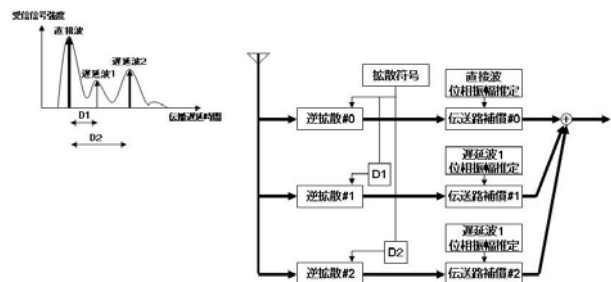 受信信号強度
直接波
遅延波1
遅延波2
伝播遅延時間
D1
D2
拡散符号
直接波
位相振幅推定
逆拡散#0
伝送路補償#0
+
D1
遅延波1
位相振幅推定
逆拡散#1
伝送路補償#1
D2
遅延波1
位相振幅推定
逆拡散#2
伝送路補償#2